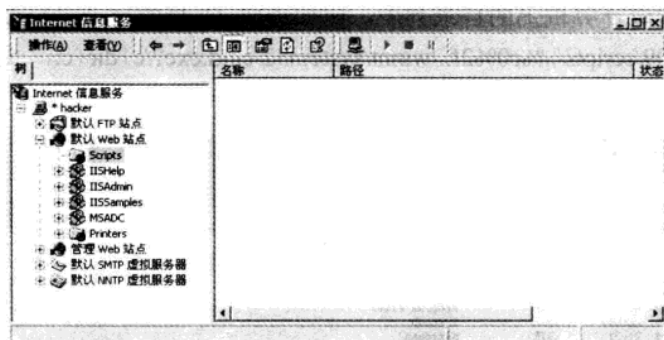 Internet 信息服务
操作(A) 查看(V)
树
名称 路径 状态
Internet 信息服务
* hacker
默认 FTP 站点
默认 Web 站点
Scripts
IISHelp
IISAdmin
IISSamples
MSADC
Printers
管理 Web 站点
默认 SMTP 虚拟服务器
默认 NNTP 虚拟服务器